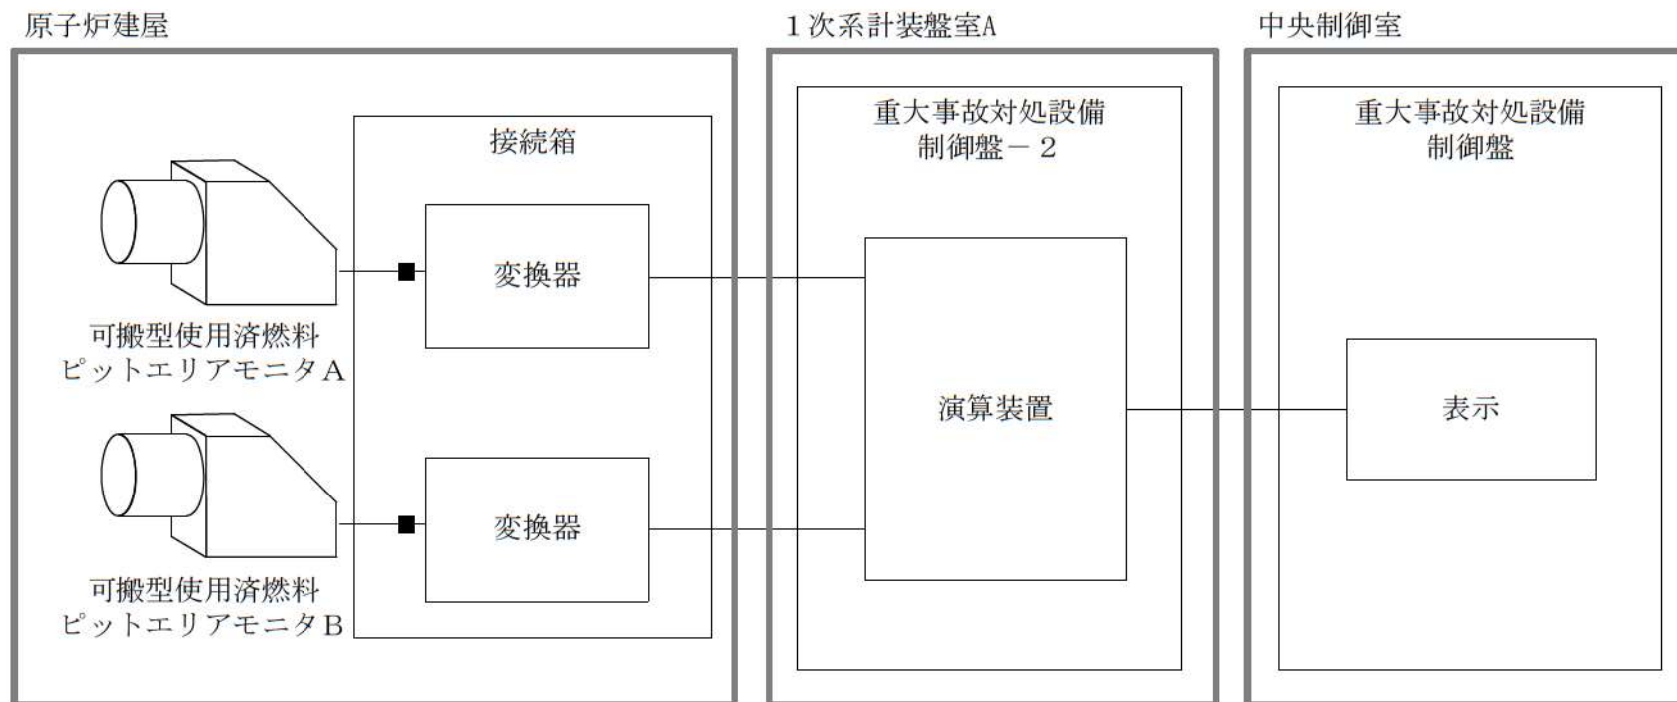 原子炉建屋
接続箱
変換器
可搬型使用済燃料
ピットエリアモニタA
変換器
可搬型使用済燃料
ピットエリアモニタB
1次系計装盤室A
重大事故対処設備
制御盤-2
演算装置
中央制御室
重大事故対処設備
制御盤
表示